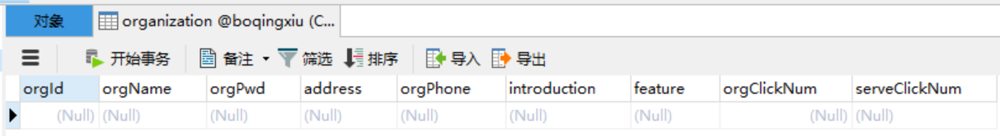 对象 organization @boqingxiu (C...
开始事务 备注 筛选 排序 导入 导出
orgId orgName orgPwd address orgPhone introduction feature orgClickNum serveClickNum
(Null) (Null) (Null) (Null) (Null) (Null) (Null) (Null) (Null)